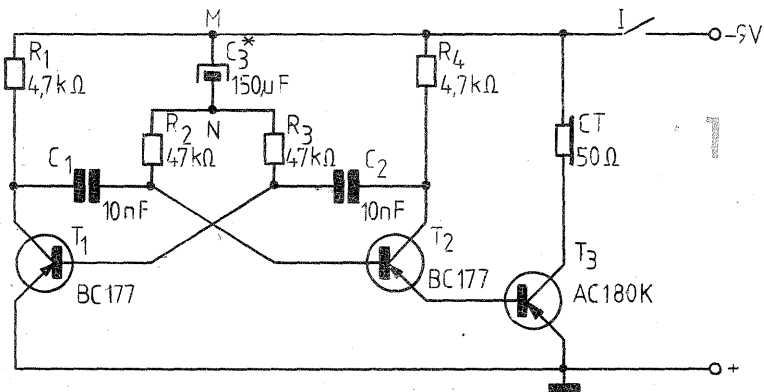 M
I
-9V
R1
4,7kΩ
C3*
150µF
R4
4,7kΩ
N
R2
47kΩ
R3
47kΩ
CT
50Ω
1
C1
10nF
C2
10nF
T1
BC177
T2
BC177
T3
AC180K
+